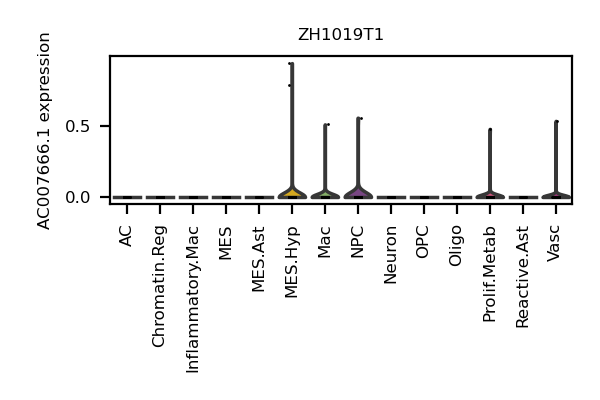 ZH1019T1
AC007666.1 expression
0.5
0.0
AC
Chromatin.Reg
Inflammatory.Mac
MES
MES.Ast
MES.Hyp
Mac
NPC
Neuron
OPC
Oligo
Prolif.Metab
Reactive.Ast
Vasc